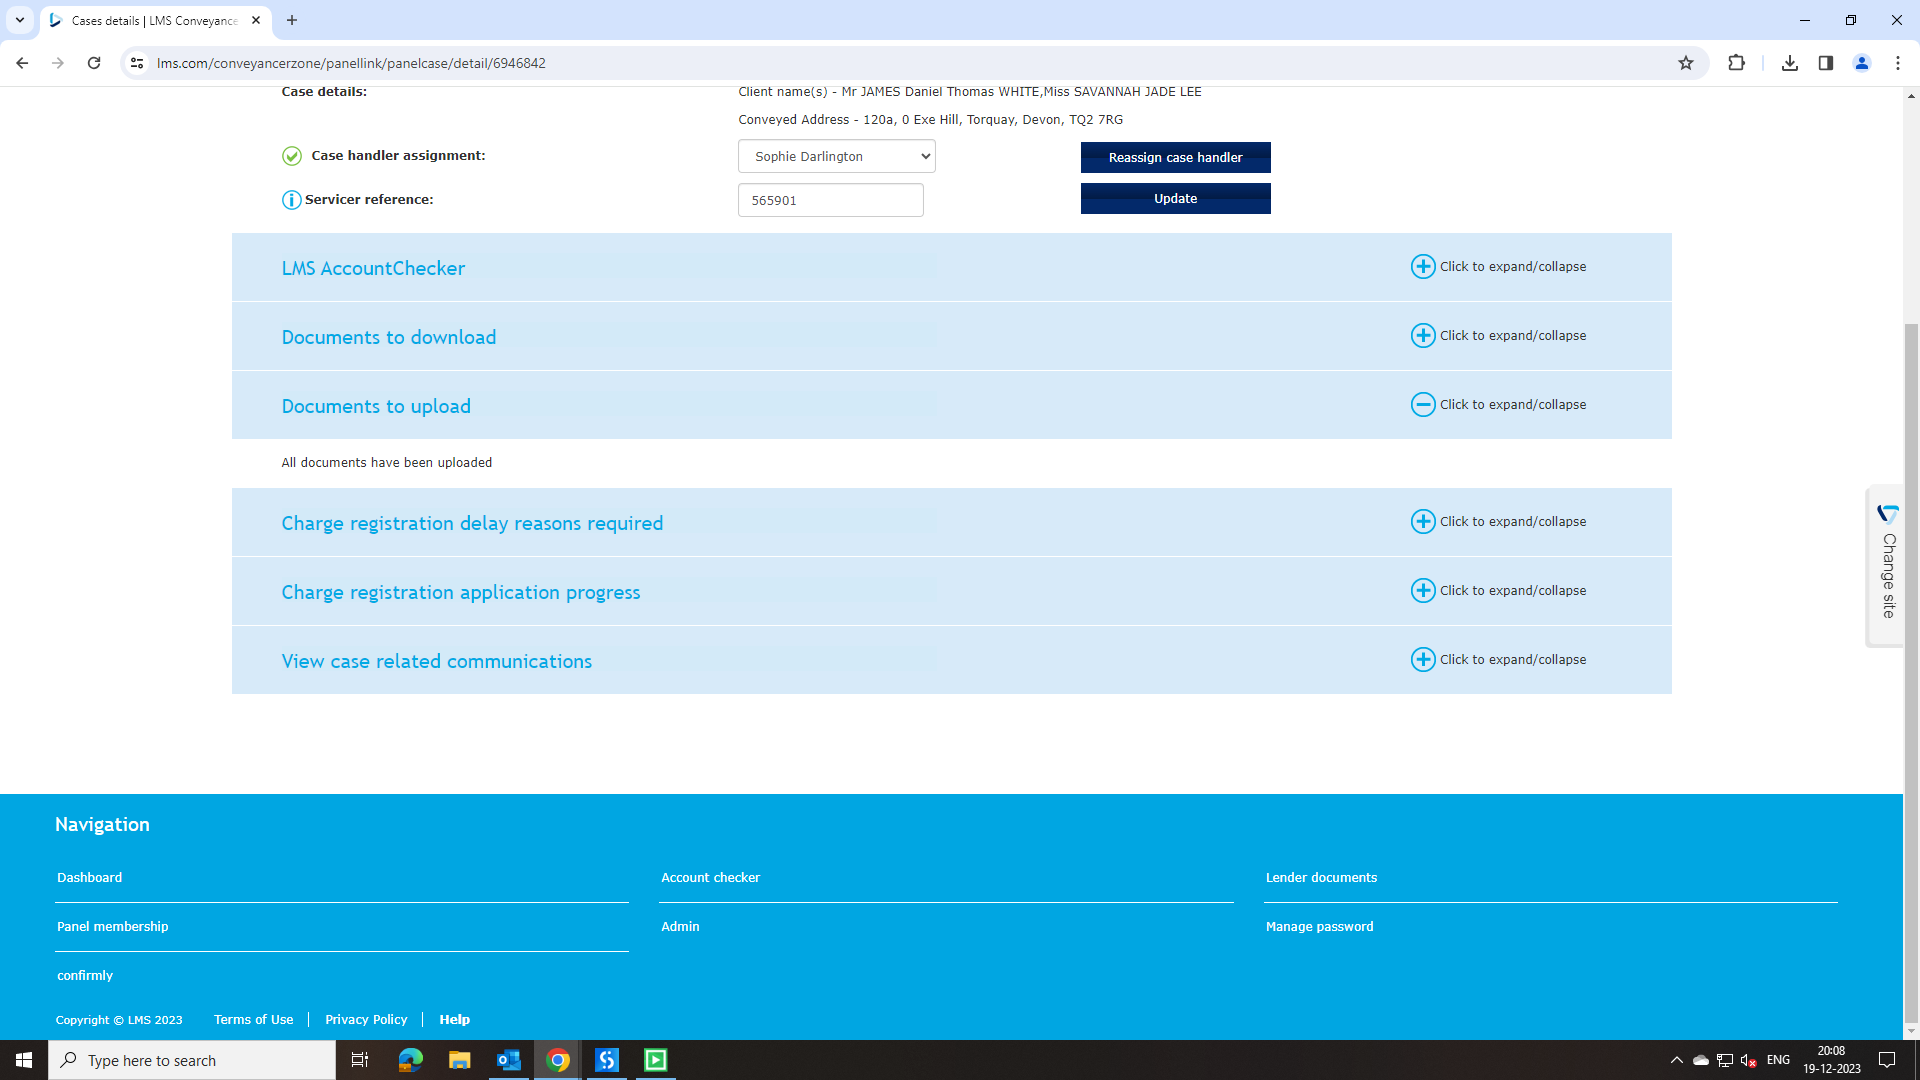 Cases details | LMS Conveyance
lms.com/conveyancerzone/panellink/panelcase/detail/6946842
Case details:
Client name(s) - Mr JAMES Daniel Thomas WHITE,Miss SAVANNAH JADE LEE
Conveyed Address - 120a, 0 Exe Hill, Torquay, Devon, TQ2 7RG
Case handler assignment:
Sophie Darlington
Reassign case handler
Servicer reference:
565901
Update
LMS AccountChecker
Click to expand/collapse
Documents to download
Click to expand/collapse
Documents to upload
Click to expand/collapse
All documents have been uploaded
Charge registration delay reasons required
Click to expand/collapse
Charge registration application progress
Click to expand/collapse
View case related communications
Click to expand/collapse
Change site
Navigation
Dashboard
Account checker
Lender documents
Panel membership
Admin
Manage password
confirmly
Copyright © LMS 2023
Terms of Use
Privacy Policy
Help
Type here to search
ENG
20:08
19-12-2023